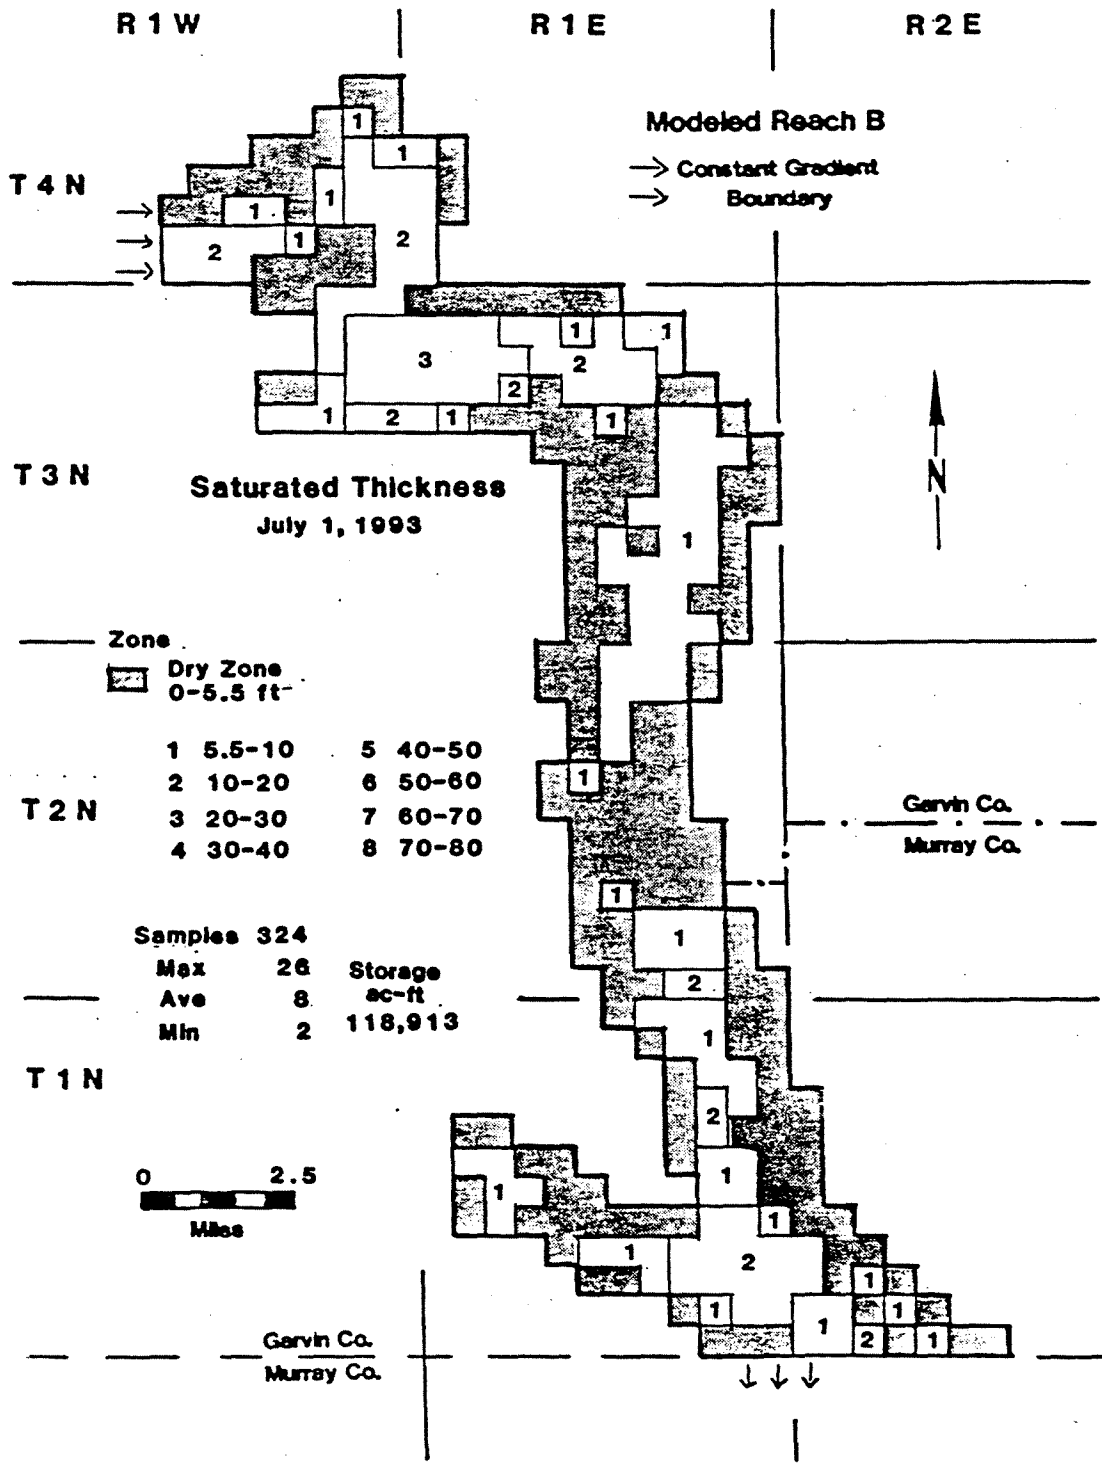 R 1 W R 1 E R 2 E
Modeled Reach B
Constant Gradient
Boundary
T 4 N
1
1
1
1
2
1
2
1
1
3
2
2
1
2
1
1
T 3 N
N
Saturated Thickness
July 1, 1993
1
Zone
Dry Zone
0-5.5 ft
1 5.5-10 5 40-50
2 10-20 6 50-60
3 20-30 7 60-70
4 30-40 8 70-80
1
T 2 N
Garvin Co.
Murray Co.
1
1
2
Samples 324
Max 26
Ave 8
Min 2
Storage
ac-ft
118,913
1
T 1 N
2
1
1
1
1
2
1
1
1
1
2
1
0 2.5
Miles
Garvin Co.
Murray Co.